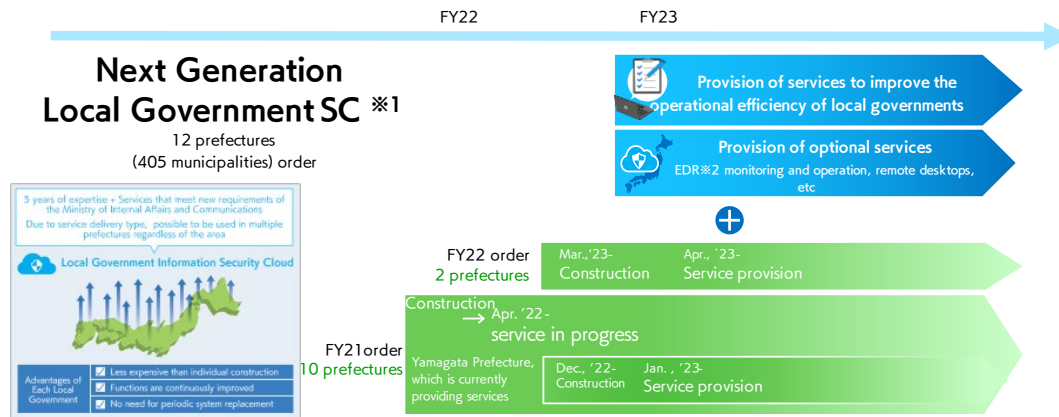 FY22
FY23
Next Generation
Local Government SC ※1
12 prefectures
(405 municipalities) order
5 years of expertise + Services that meet new requirements of
the Ministry of Internal Affairs and Communications
Due to service delivery type, possible to be used in multiple
prefectures regardless of the area
Local Government Information Security Cloud
Advantages of
Each Local
Government
Less expensive than individual construction
Functions are continuously improved
No need for periodic system replacement
Provision of services to improve the
operational efficiency of local governments
Provision of optional services
EDR※2 monitoring and operation, remote desktops,
etc
FY22 order
2 prefectures
Mar.,'23-
Construction
Apr., `23-
Service provision
FY21order
10 prefectures
Construction
→ Apr. '22-
service in progress
Yamagata Prefecture,
which is currently
providing services
Dec., '22-
Construction
Jan. , '23-
Service provision